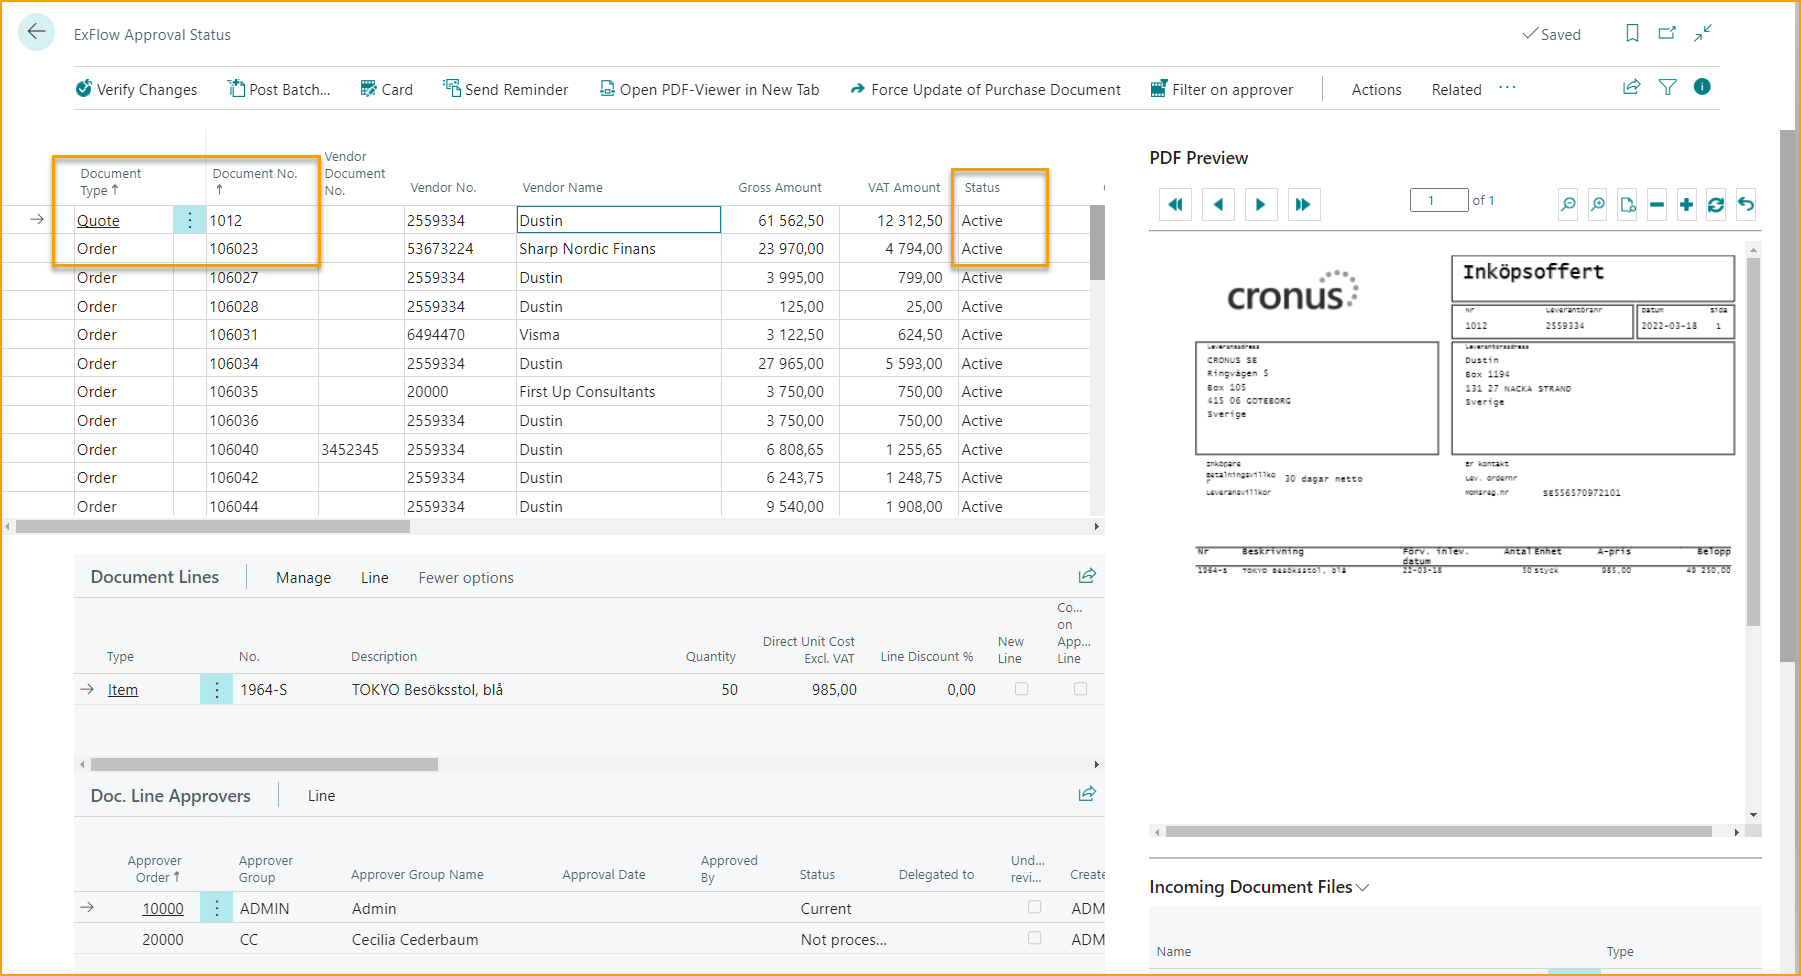 ExFlow Approval Status
Saved
Verify Changes Post Batch... Card Send Reminder Open PDF-Viewer in New Tab Force Update of Purchase Document Filter on approver Actions Related ...
Document Type ↑ Document No. ↑ Vendor Document No. Vendor No. Vendor Name Gross Amount VAT Amount Status
Quote 1012 2559334 Dustin 61 562,50 12 312,50 Active
Order 106023 53673224 Sharp Nordic Finans 23 970,00 4 794,00 Active
Order 106027 2559334 Dustin 3 995,00 799,00 Active
Order 106028 2559334 Dustin 125,00 25,00 Active
Order 106031 6494470 Visma 3 122,50 624,50 Active
Order 106034 2559334 Dustin 27 965,00 5 593,00 Active
Order 106035 20000 First Up Consultants 3 750,00 750,00 Active
Order 106036 2559334 Dustin 3 750,00 750,00 Active
Order 106040 3452345 2559334 Dustin 6 808,65 1 255,65 Active
Order 106042 2559334 Dustin 6 243,75 1 248,75 Active
Order 106044 2559334 Dustin 9 540,00 1 908,00 Active
Document Lines Manage Line Fewer options
Type No. Description Quantity Direct Unit Cost Excl. VAT Line Discount % New Line Co... on App... Line
Item 1964-S TOKYO Besöksstol, blå 50 985,00 0,00
Doc. Line Approvers Line
Approver Order ↑ Approver Group Approver Group Name Approval Date Approved By Status Delegated to Und... revi... Create
10000 ADMIN Admin Current ADM
20000 CC Cecilia Cederbaum Not proces... ADM
PDF Preview
1 of 1
cronus
Inköpsoffert
Nr Leverantörsnr Datum Sida
1012 2559334 2022-03-18 1
Leveransadress
CRONUS SE
Ringvägen 5
Box 105
415 06 GÖTEBORG
Sverige
Leverantörsadress
Dustin
Box 1194
131 27 NACKA STRAND
Sverige
Inköpare
Betalningsvillkor 30 dagar netto
Leveransvillkor
Er kontakt
Lev. ordernr
Momsreg.nr SE556570972101
Nr Beskrivning Förv. inlev. datum Antal Enhet A-pris Belopp
1964-S TOKYO Besöksstol, blå 22-03-18 50 styck 985,00 49 250,00
Incoming Document Files
Name Type